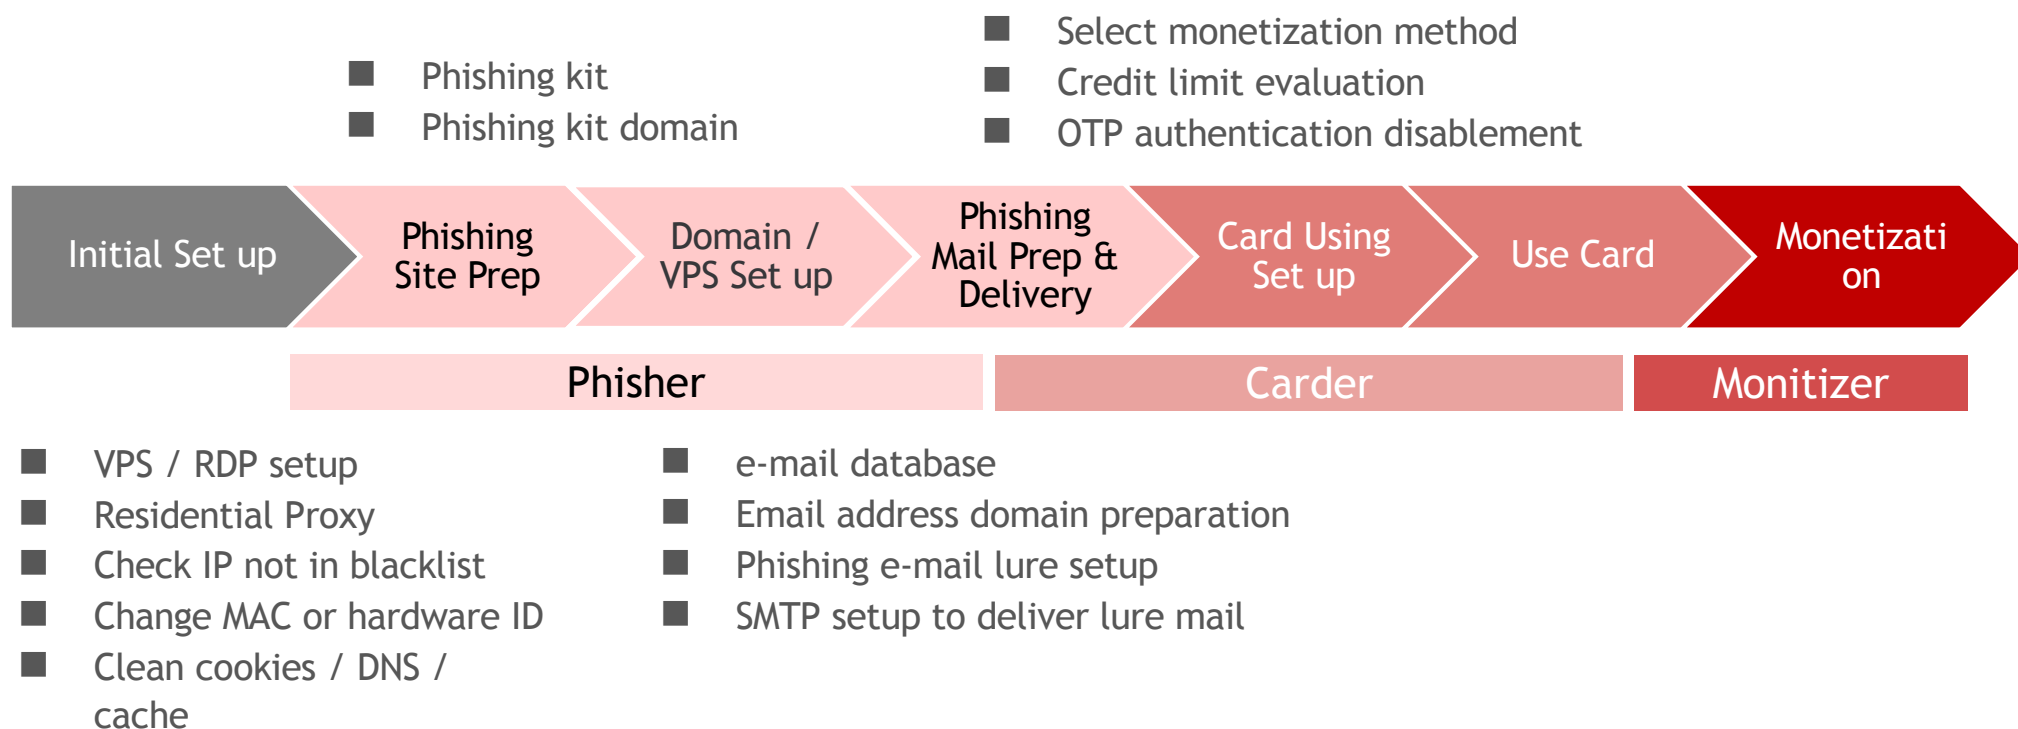 Select monetization method
Credit limit evaluation
OTP authentication disablement
Phishing kit
Phishing kit domain
Initial Set up
Phishing
Site Prep
Domain /
VPS Set up
Phishing
Mail Prep &
Delivery
Card Using
Set up
Use Card
Monetizati
on
Phisher
Carder
Monitizer
VPS / RDP setup
Residential Proxy
Check IP not in blacklist
Change MAC or hardware ID
Clean cookies / DNS /
cache
e-mail database
Email address domain preparation
Phishing e-mail lure setup
SMTP setup to deliver lure mail